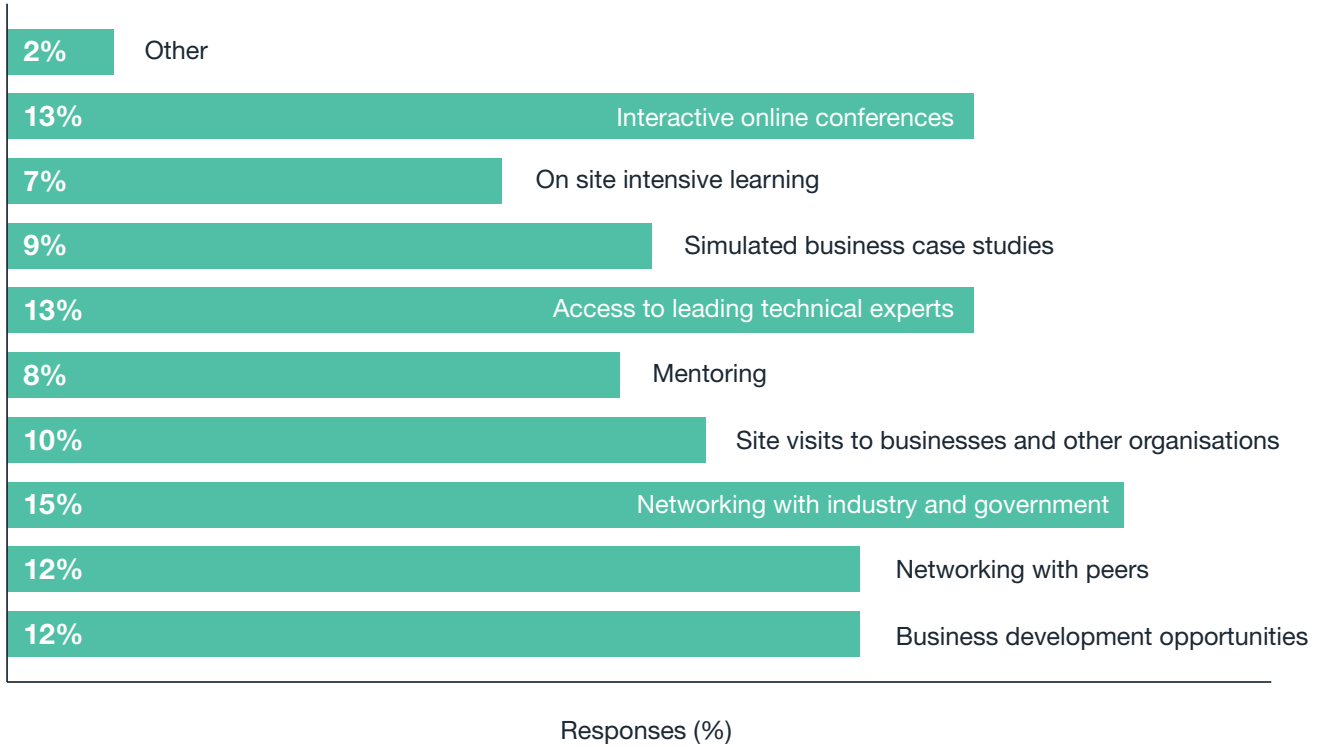 2% Other
13% Interactive online conferences
7% On site intensive learning
9% Simulated business case studies
13% Access to leading technical experts
8% Mentoring
10% Site visits to businesses and other organisations
15% Networking with industry and government
12% Networking with peers
12% Business development opportunities
Responses (%)